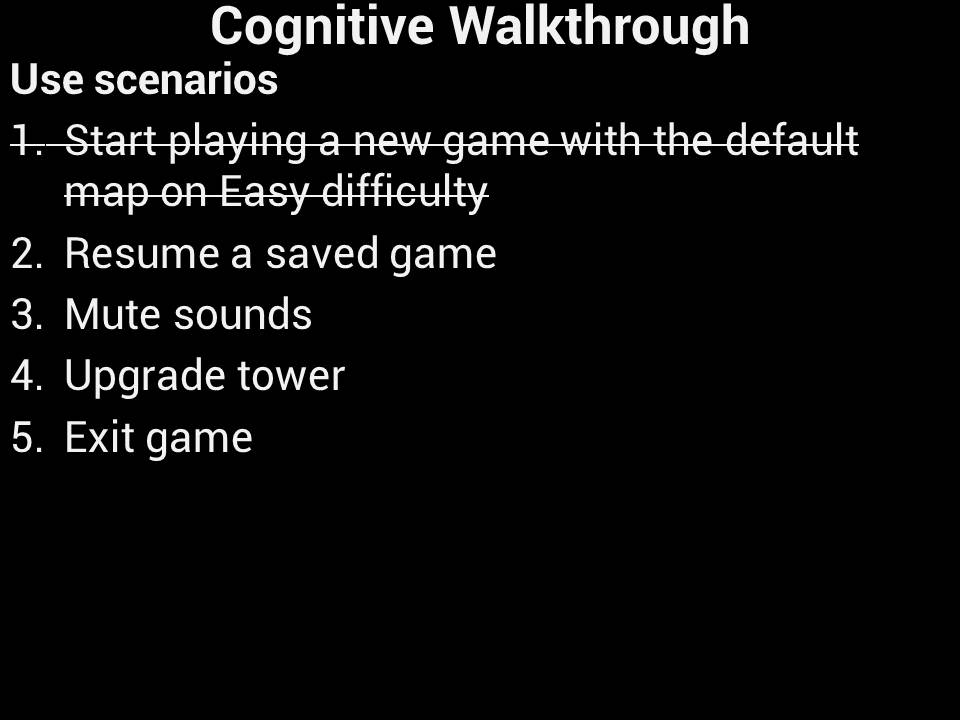 Cognitive Walkthrough
Use scenarios
1. Start playing a new game with the default
map on Easy difficulty
2. Resume a saved game
3. Mute sounds
4. Upgrade tower
5. Exit game